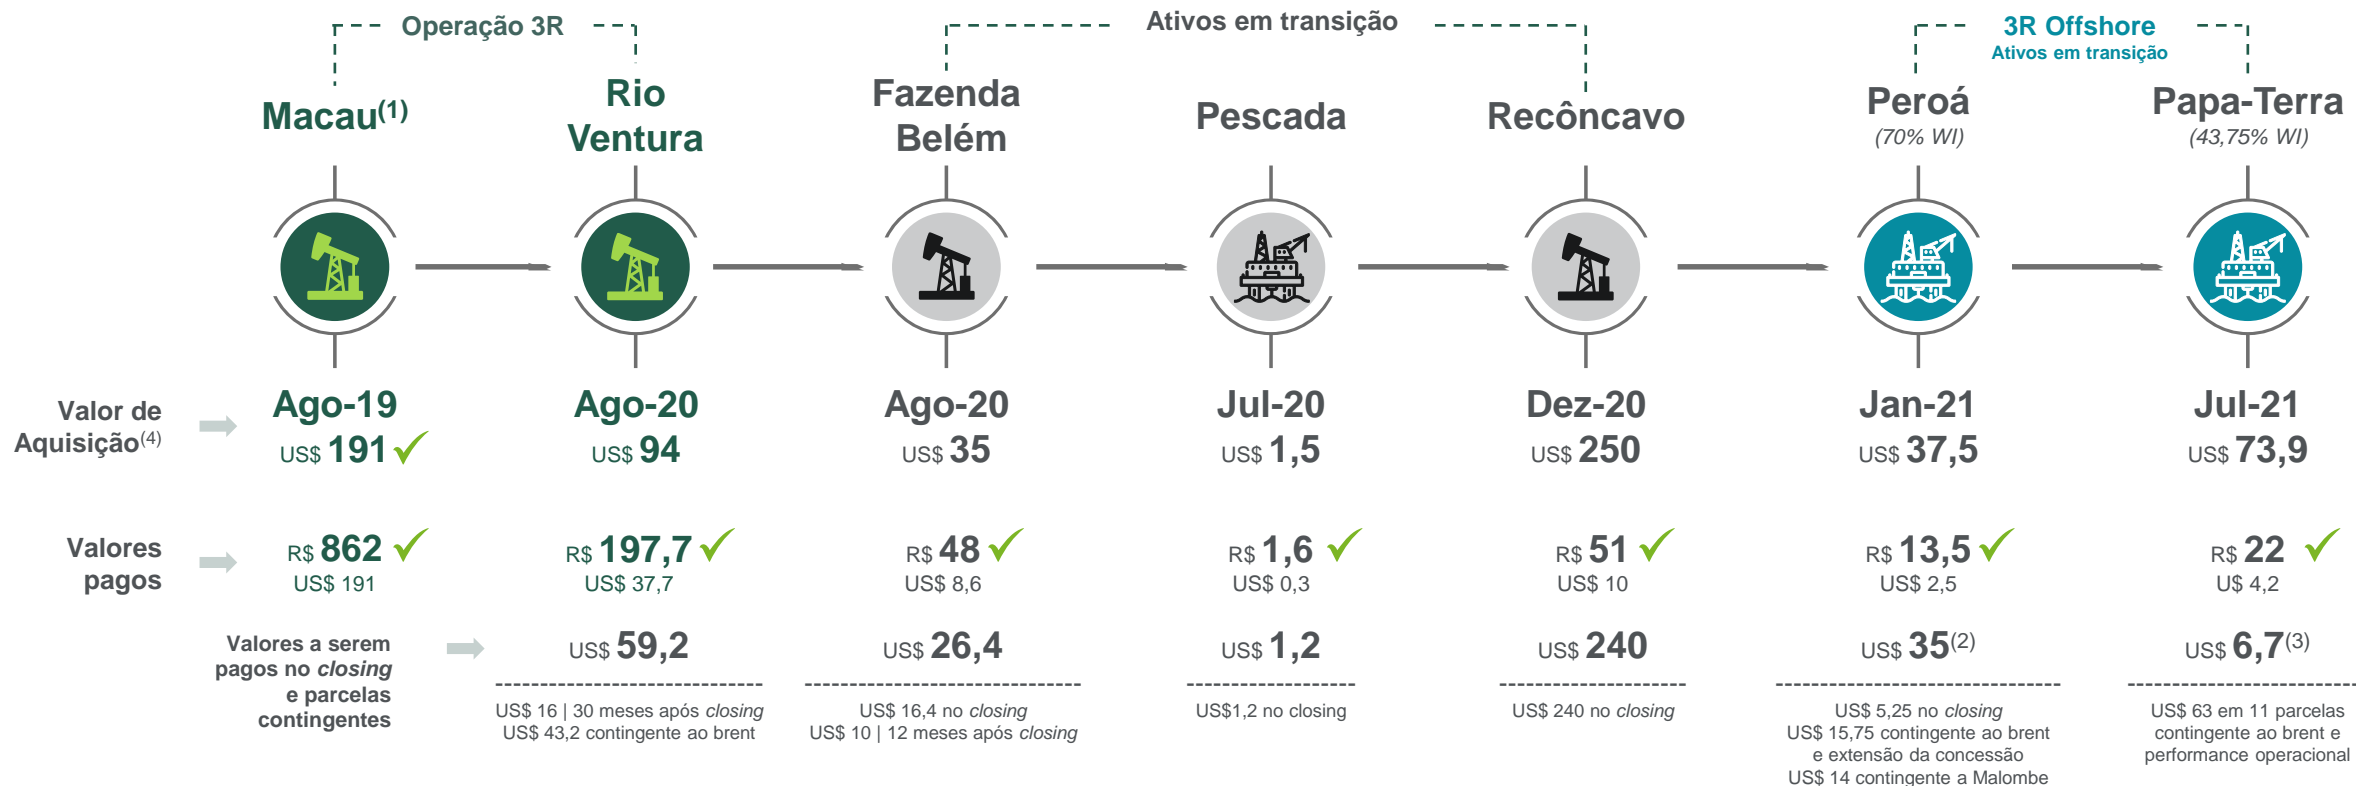 Operação 3R
Ativos em transição
3R Offshore
Ativos em transição
Macau(1)
Rio
Ventura
Fazenda
Belém
Pescada
Recôncavo
Peroá
(70% WI)
Papa-Terra
(43,75% WI)
Valor de
Aquisição(4)
Ago-19
US$ 191
Ago-20
US$ 94
Ago-20
US$ 35
Jul-20
US$ 1,5
Dez-20
US$ 250
Jan-21
US$ 37,5
Jul-21
US$ 73,9
Valores
pagos
R$ 862
US$ 191
R$ 197,7
US$ 37,7
R$ 48
US$ 8,6
R$ 1,6
US$ 0,3
R$ 51
US$ 10
R$ 13,5
US$ 2,5
R$ 22
U$ 4,2
Valores a serem
pagos no closing
e parcelas
contingentes
US$ 59,2
US$ 16 | 30 meses após closing
US$ 43,2 contingente ao brent
US$ 26,4
US$ 16,4 no closing
US$ 10 | 12 meses após closing
US$ 1,2
US$1,2 no closing
US$ 240
US$ 240 no closing
US$ 35(2)
US$ 5,25 no closing
US$ 15,75 contingente ao brent
e extensão da concessão
US$ 14 contingente a Malombe
US$ 6,7(3)
US$ 63 em 11 parcelas
contingente ao brent e
performance operacional